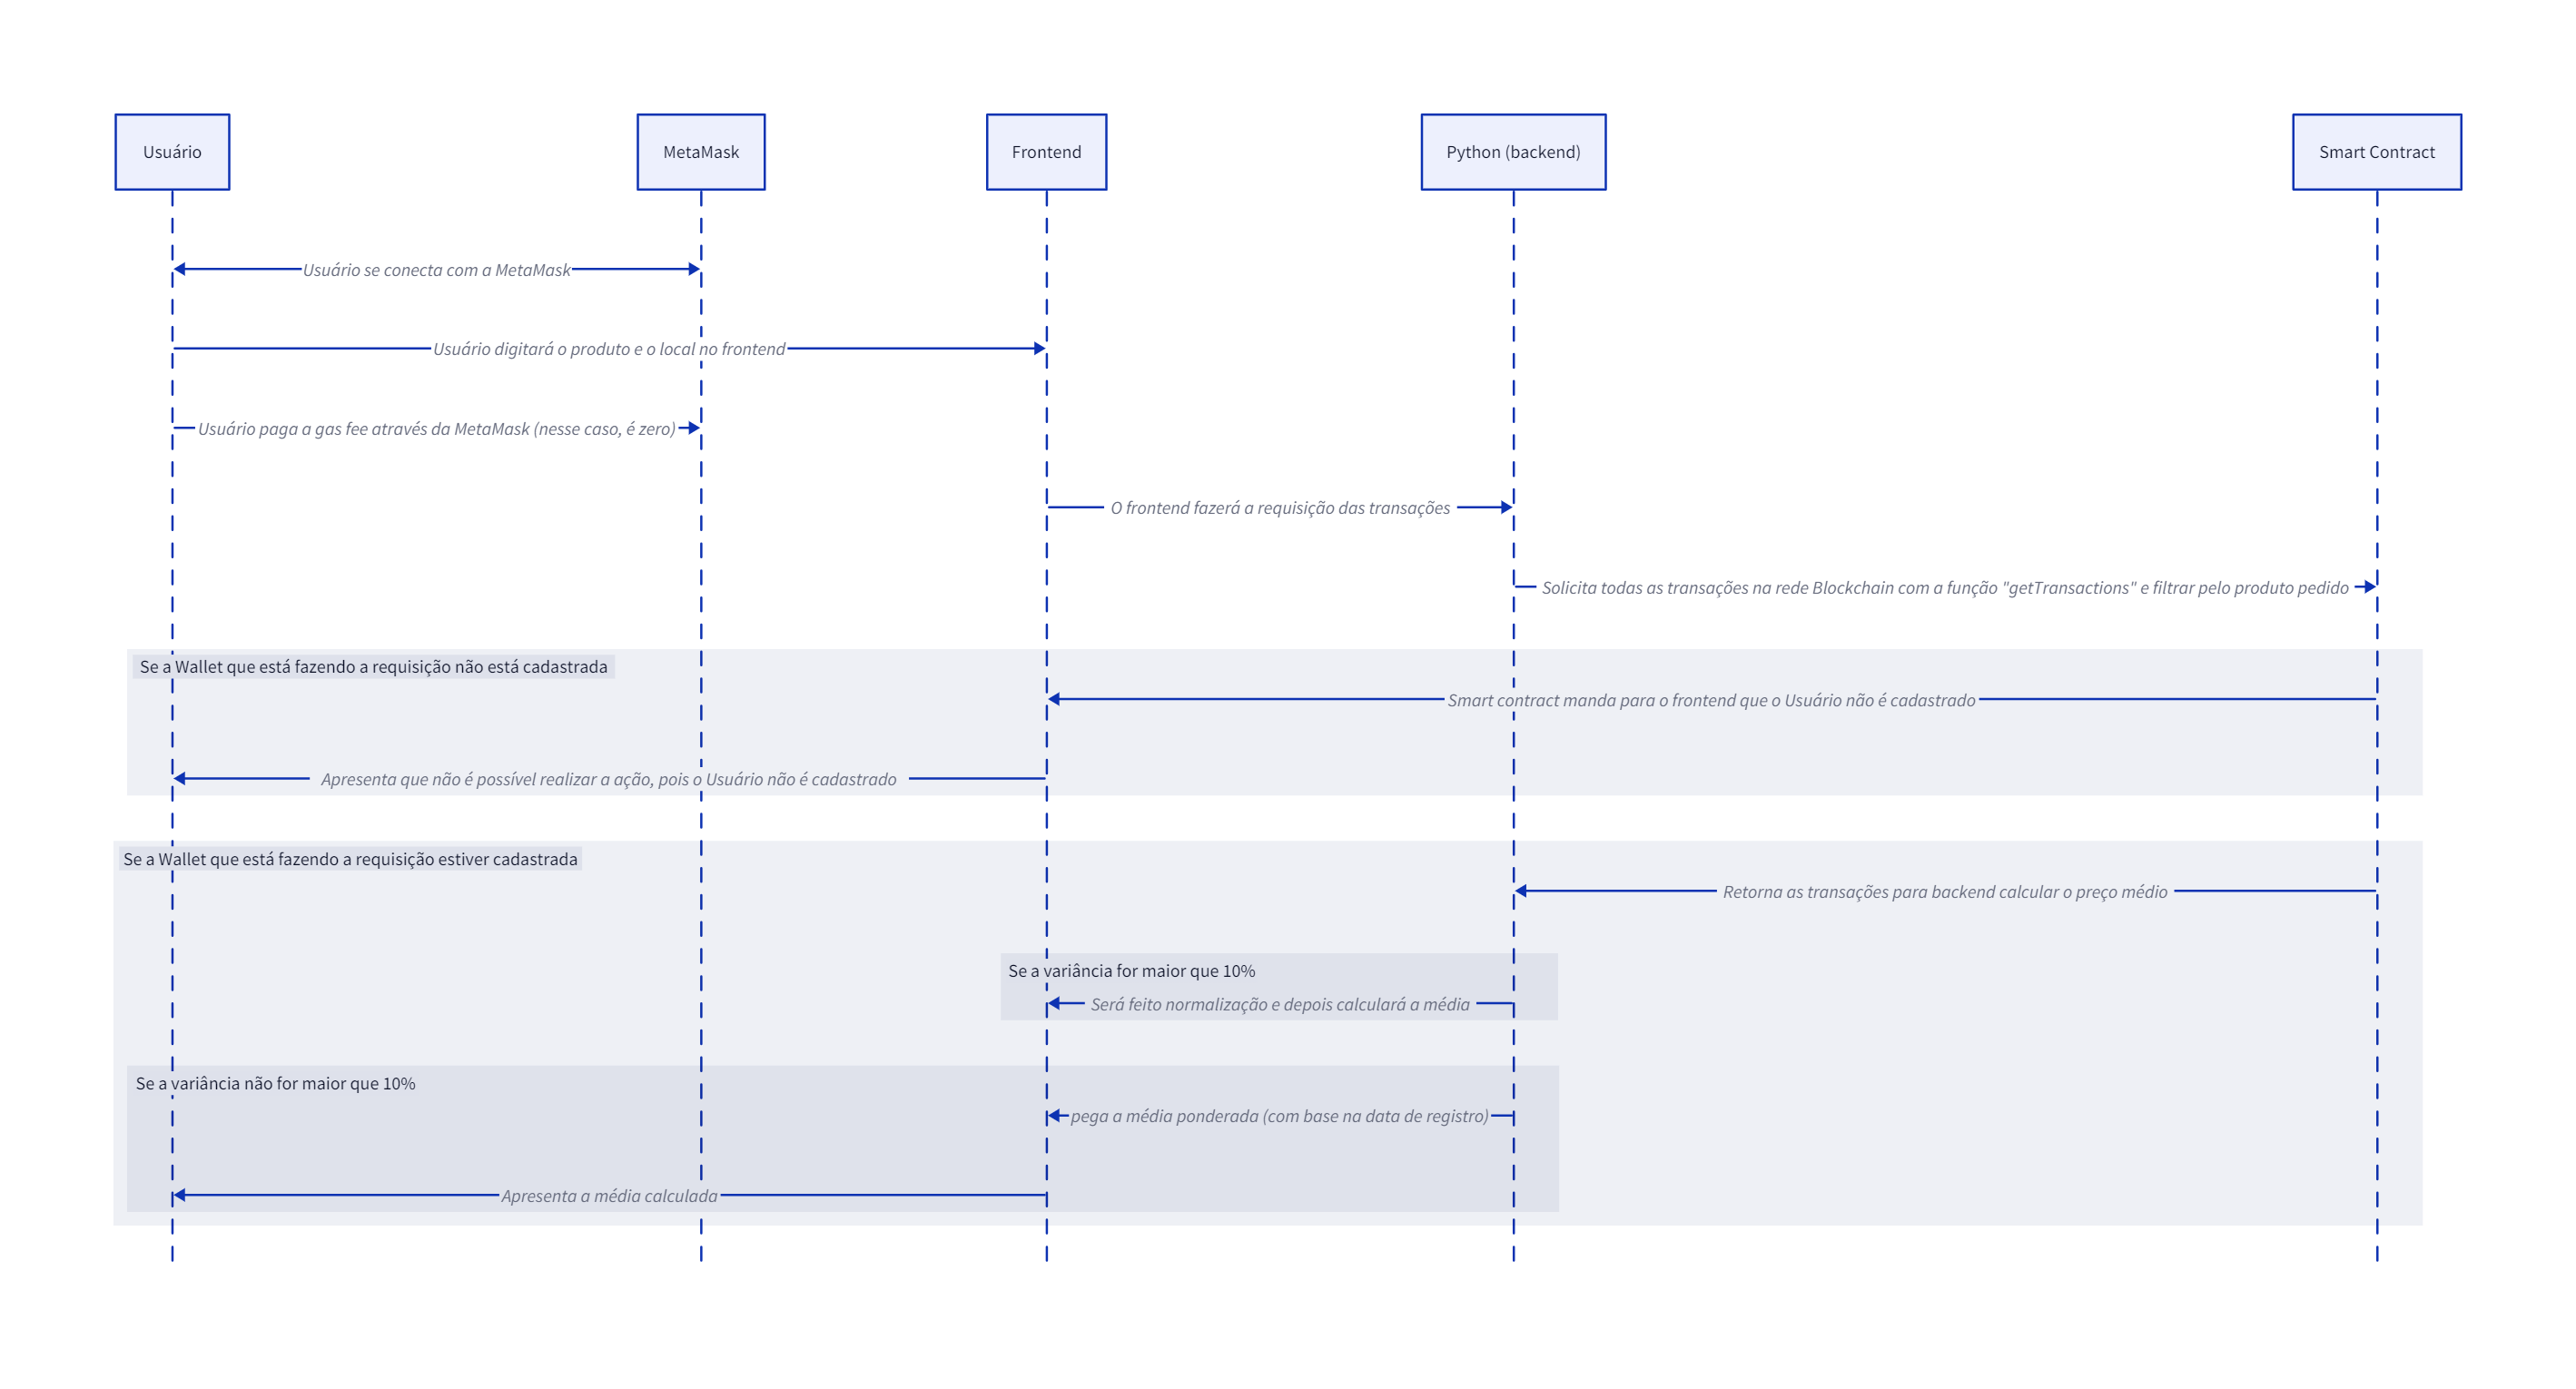 Usuário
MetaMask
Frontend
Python (backend)
Smart Contract
Usuário se conecta com a MetaMask
Usuário digitará o produto e o local no frontend
Usuário paga a gas fee através da MetaMask (nesse caso, é zero)
O frontend fazerá a requisição das transações
Solicita todas as transações na rede Blockchain com a função "getTransactions" e filtrar pelo produto pedido
Se a Wallet que está fazendo a requisição não está cadastrada
Smart contract manda para o frontend que o Usuário não é cadastrado
Apresenta que não é possível realizar a ação, pois o Usuário não é cadastrado
Se a Wallet que está fazendo a requisição estiver cadastrada
Retorna as transações para backend calcular o preço médio
Se a variância for maior que 10%
Será feito normalização e depois calculará a média
Se a variância não for maior que 10%
pega a média ponderada (com base na data de registro)
Apresenta a média calculada